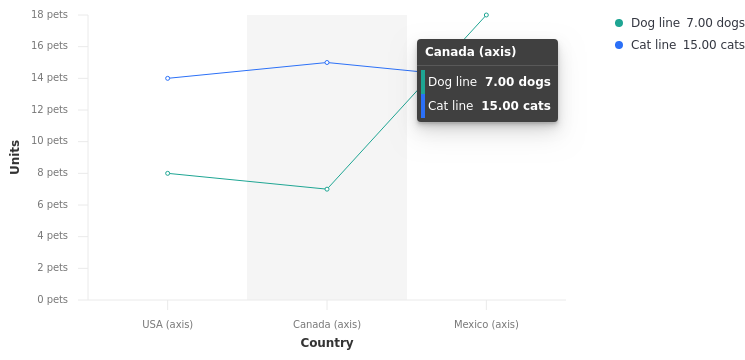 18 pets
16 pets
14 pets
12 pets
10 pets
8 pets
6 pets
4 pets
2 pets
0 pets
Units
USA (axis)
Canada (axis)
Mexico (axis)
Country
Canada (axis)
Dog line 7.00 dogs
Cat line 15.00 cats
Dog line 7.00 dogs
Cat line 15.00 cats